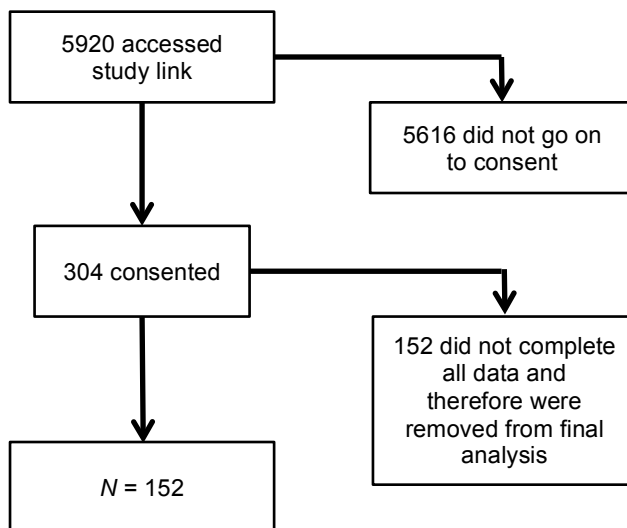 5920 accessed
study link
5616 did not go on
to consent
304 consented
152 did not complete
all data and
therefore were
removed from final
analysis
N = 152